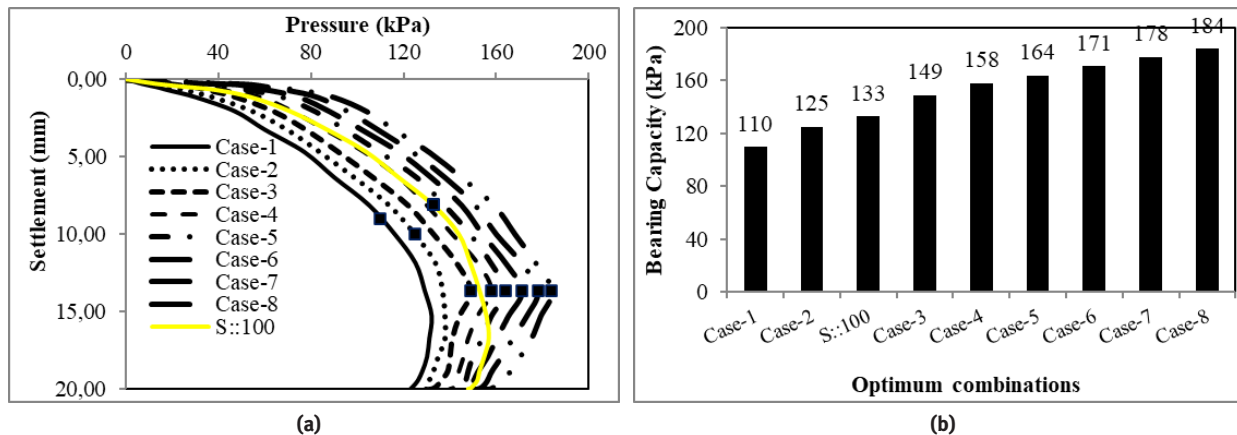 Pressure (kPa)
0 40 80 120 160 200
0,00
5,00
10,00
15,00
20,00
Settlement (mm)
Case-1
Case-2
Case-3
Case-4
Case-5
Case-6
Case-7
Case-8
S::100
(a)
200
160
120
80
40
0
Bearing Capacity (kPa)
110 125 133 149 158 164 171 178 184
Case-1 Case-2 S::100 Case-3 Case-4 Case-5 Case-6 Case-7 Case-8
Optimum combinations
(b)